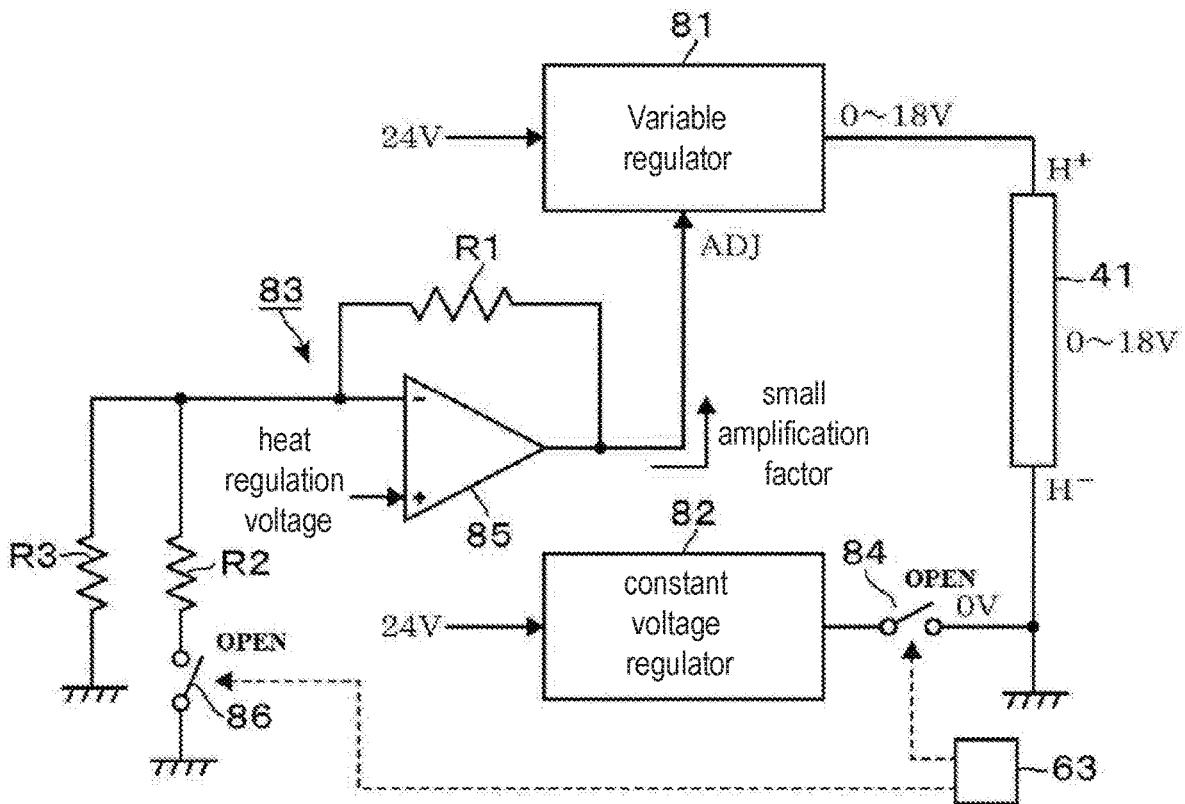 81
Variable
regulator
24V
0~18V
H+
ADJ
R1
83
41
0~18V
small
amplification
factor
heat
regulation
voltage
-
+
85
H-
82
R3
R2
84
OPEN
0V
constant
voltage
regulator
24V
OPEN
86
63